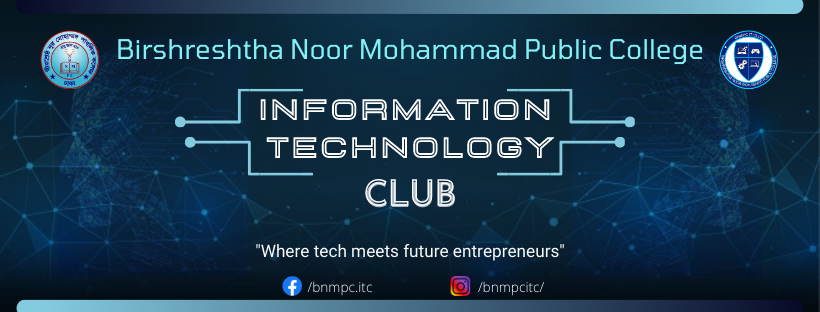 Birshreshtha Noor Mohammad Public College
INFORMATION
TECHNOLOGY
CLUB
"Where tech meets future entrepreneurs"
/bnmpc.itc
/bnmpcitc/